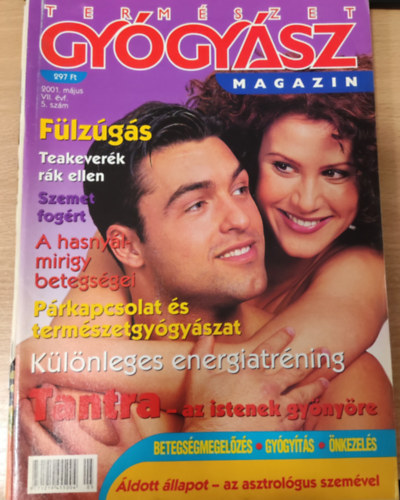 TERMÉSZET
GYÓGYÁSZ
MAGAZIN
297 Ft
2001. május
VII. évf.
5. szám
Fülzúgás
Teakeverék
rák ellen
Szemet
fogért
A hasnyál-
mirigy
betegségei
Párkapcsolat és
természetgyógyászat
Különleges energiatréning
Tantra - az istenek gyönyöre
BETEGSÉGMEGELŐZÉS • GYÓGYÍTÁS • ÖNKEZELÉS
Áldott állapot – az asztrológus szemével